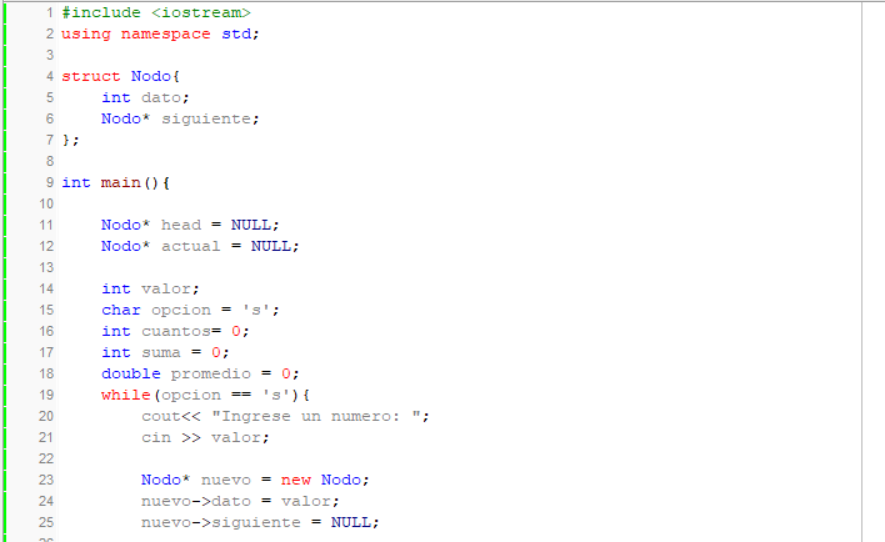 1 #include <iostream>
2 using namespace std;
3
4 struct Nodo{
5     int dato;
6     Nodo* siguiente;
7 };
8
9 int main(){
10
11     Nodo* head = NULL;
12     Nodo* actual = NULL;
13
14     int valor;
15     char opcion = 's';
16     int cuantos= 0;
17     int suma = 0;
18     double promedio = 0;
19     while(opcion == 's'){
20         cout<< "Ingrese un numero: ";
21         cin >> valor;
22
23         Nodo* nuevo = new Nodo;
24         nuevo->dato = valor;
25         nuevo->siguiente = NULL;